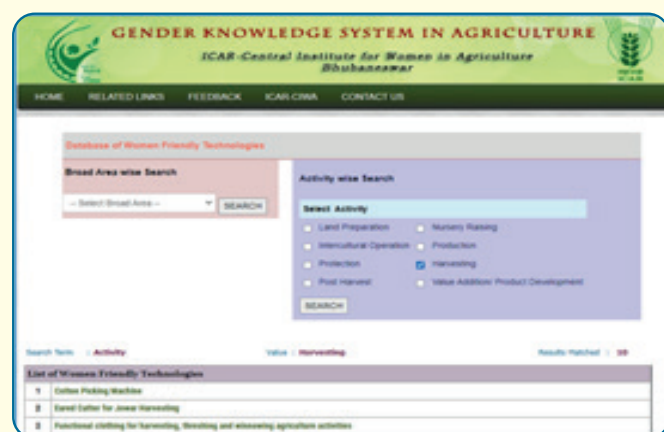 GENDER KNOWLEDGE SYSTEM IN AGRICULTURE
ICAR-Central Institute for Women in Agriculture
Bhubaneswar
HOME RELATED LINKS FEEDBACK ICAR-CIWA CONTACT US
Database of Women Friendly Technologies
Broad Area wise Search
-- Select Broad Area --
SEARCH
Activity wise Search
Select Activity
Land Preparation Nursery Raising
Intercultural Operation Production
Protection Harvesting
Post Harvest Value Addition/ Product Development
SEARCH
Search Term : Activity Value : Harvesting Results Matched : 10
List of Women Friendly Technologies
1 Cotton Picking Machine
2 Eared Cutter for Jowar Harvesting
3 Functional clothing for harvesting, threshing and winnowing agriculture activities